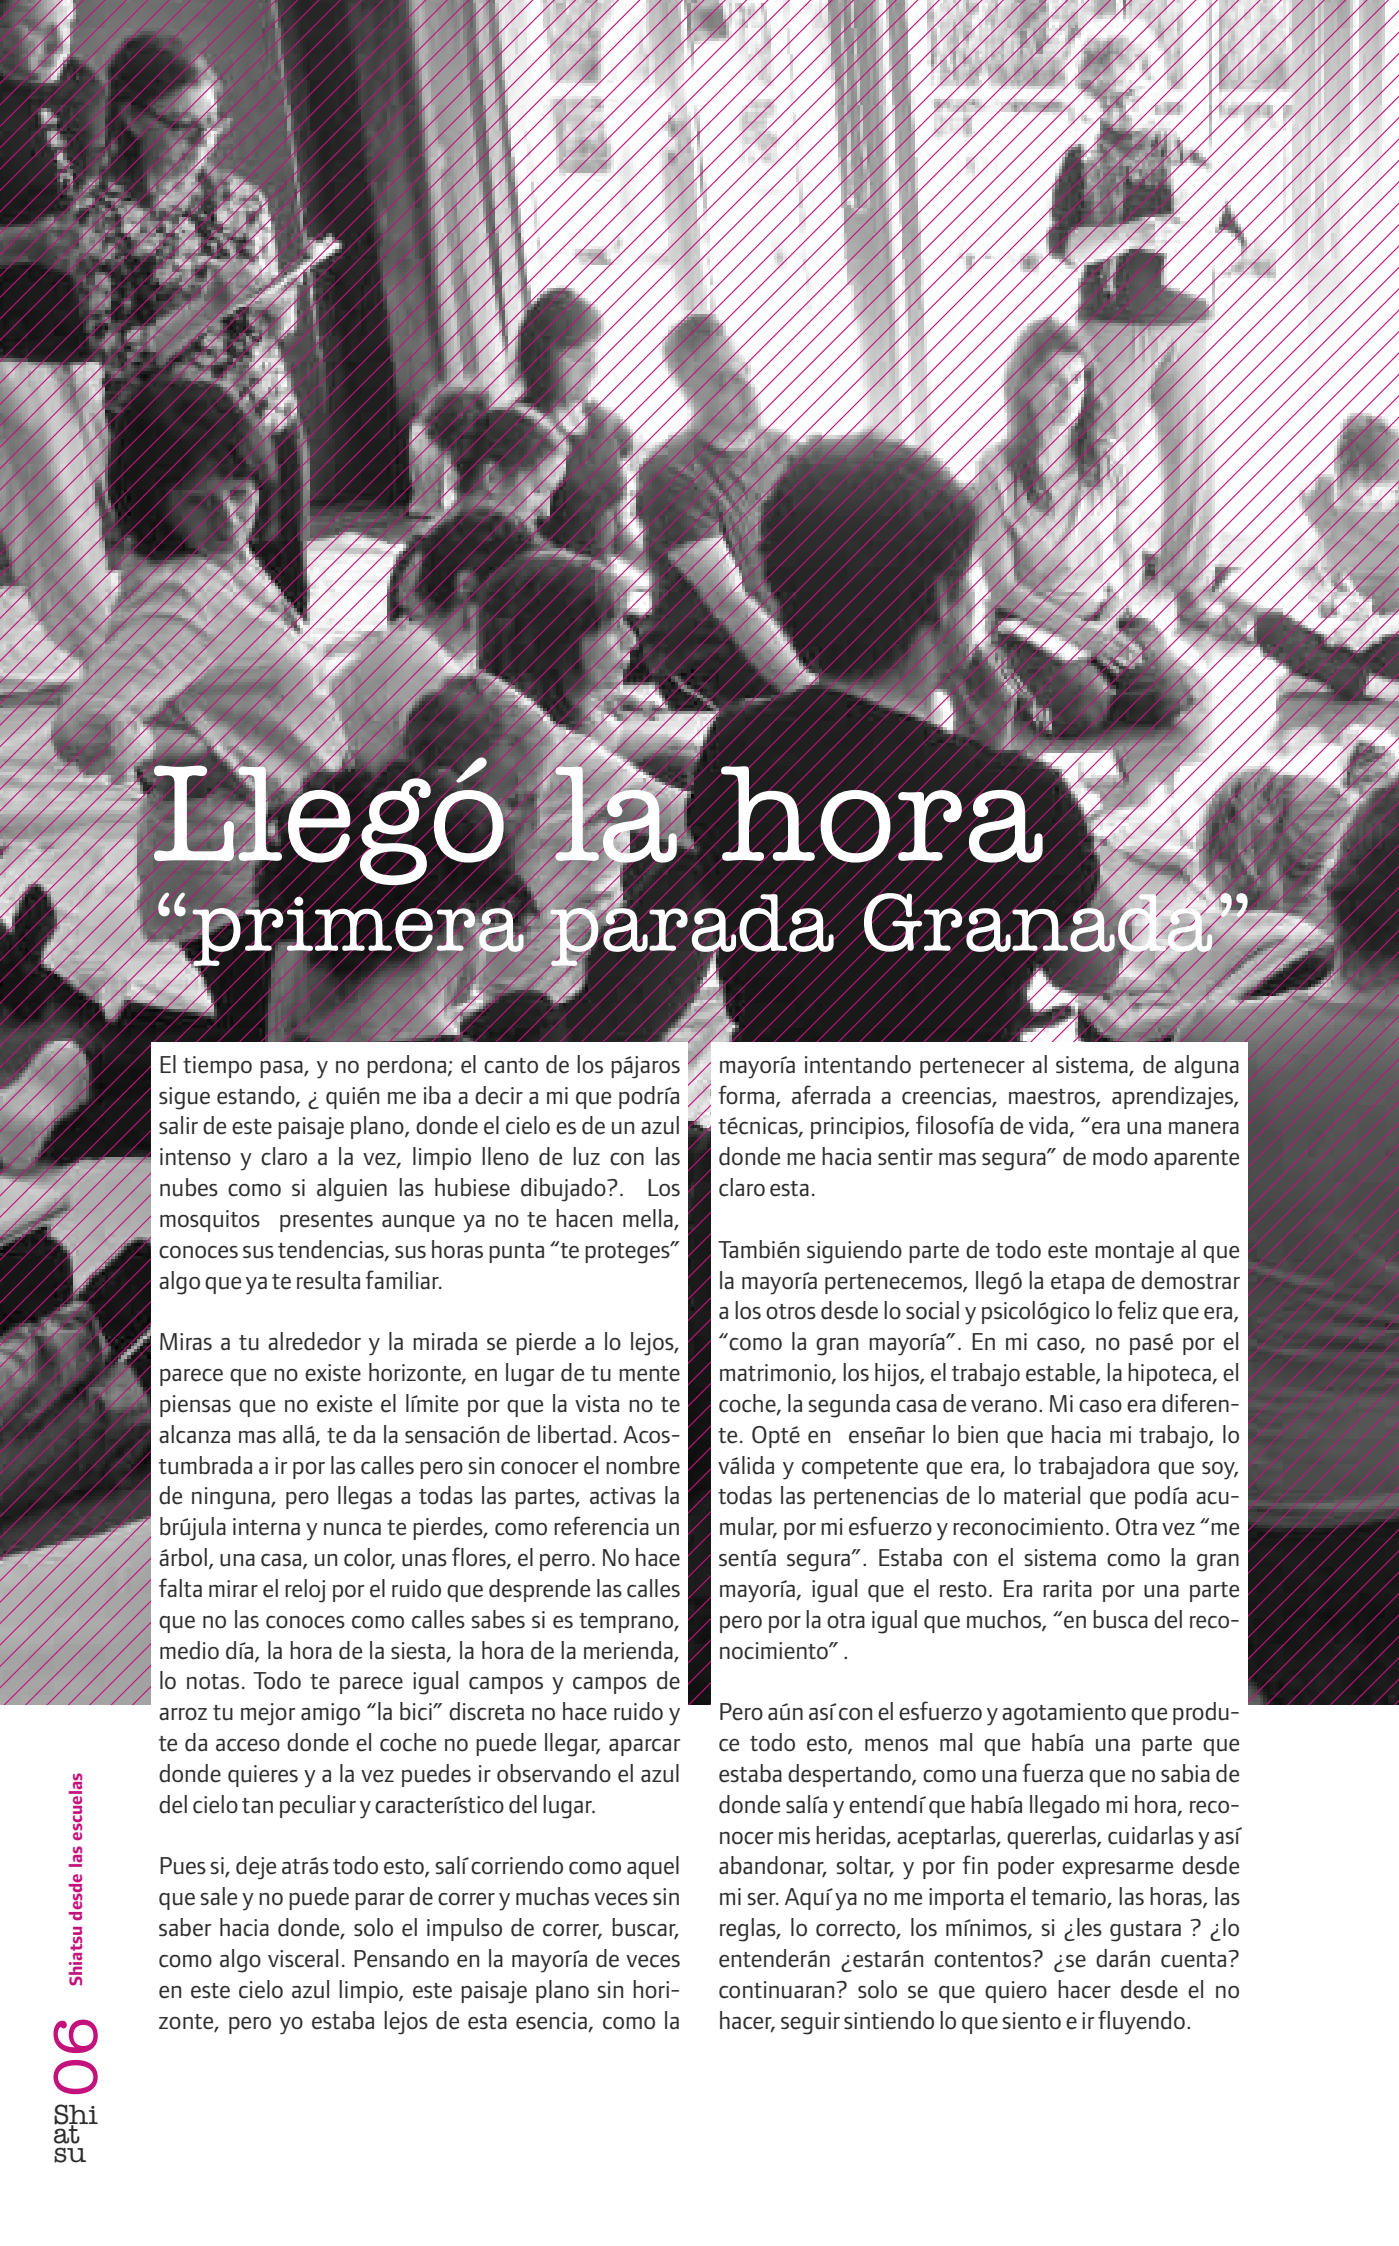 Llegó la hora
“primera parada Granada”
El tiempo pasa, y no perdona; el canto de los pájaros
sigue estando, ¿ quién me iba a decir a mi que podría
salir de este paisaje plano, donde el cielo es de un azul
intenso y claro a la vez, limpio lleno de luz con las
nubes como si alguien las hubiese dibujado?. Los
mosquitos presentes aunque ya no te hacen mella,
conoces sus tendencias, sus horas punta “te proteges”
algo que ya te resulta familiar.
Miras a tu alrededor y la mirada se pierde a lo lejos,
parece que no existe horizonte, en lugar de tu mente
piensas que no existe el límite por que la vista no te
alcanza mas allá, te da la sensación de libertad. Acos-
tumbrada a ir por las calles pero sin conocer el nombre
de ninguna, pero llegas a todas las partes, activas la
brújula interna y nunca te pierdes, como referencia un
árbol, una casa, un color, unas flores, el perro. No hace
falta mirar el reloj por el ruido que desprende las calles
que no las conoces como calles sabes si es temprano,
medio día, la hora de la siesta, la hora de la merienda,
lo notas. Todo te parece igual campos y campos de
arroz tu mejor amigo “la bici” discreta no hace ruido y
te da acceso donde el coche no puede llegar, aparcar
donde quieres y a la vez puedes ir observando el azul
del cielo tan peculiar y característico del lugar.
Pues si, deje atrás todo esto, salí corriendo como aquel
que sale y no puede parar de correr y muchas veces sin
saber hacia donde, solo el impulso de correr, buscar,
como algo visceral. Pensando en la mayoría de veces
en este cielo azul limpio, este paisaje plano sin hori-
zonte, pero yo estaba lejos de esta esencia, como la
mayoría intentando pertenecer al sistema, de alguna
forma, aferrada a creencias, maestros, aprendizajes,
técnicas, principios, filosofía de vida, “era una manera
donde me hacia sentir mas segura” de modo aparente
claro esta.
También siguiendo parte de todo este montaje al que
la mayoría pertenecemos, llegó la etapa de demostrar
a los otros desde lo social y psicológico lo feliz que era,
“como la gran mayoría”. En mi caso, no pasé por el
matrimonio, los hijos, el trabajo estable, la hipoteca, el
coche, la segunda casa de verano. Mi caso era diferen-
te. Opté en enseñar lo bien que hacia mi trabajo, lo
válida y competente que era, lo trabajadora que soy,
todas las pertenencias de lo material que podía acu-
mular, por mi esfuerzo y reconocimiento. Otra vez “me
sentía segura”. Estaba con el sistema como la gran
mayoría, igual que el resto. Era rarita por una parte
pero por la otra igual que muchos, “en busca del reco-
nocimiento” .
Pero aún así con el esfuerzo y agotamiento que produ-
ce todo esto, menos mal que había una parte que
estaba despertando, como una fuerza que no sabia de
donde salía y entendí que había llegado mi hora, reco-
nocer mis heridas, aceptarlas, quererlas, cuidarlas y así
abandonar, soltar, y por fin poder expresarme desde
mi ser. Aquí ya no me importa el temario, las horas, las
reglas, lo correcto, los mínimos, si ¿les gustara ? ¿lo
entenderán ¿estarán contentos? ¿se darán cuenta?
continuaran? solo se que quiero hacer desde el no
hacer, seguir sintiendo lo que siento e ir fluyendo.
Shiatsu desde las escuelas
06
Shi
at
su